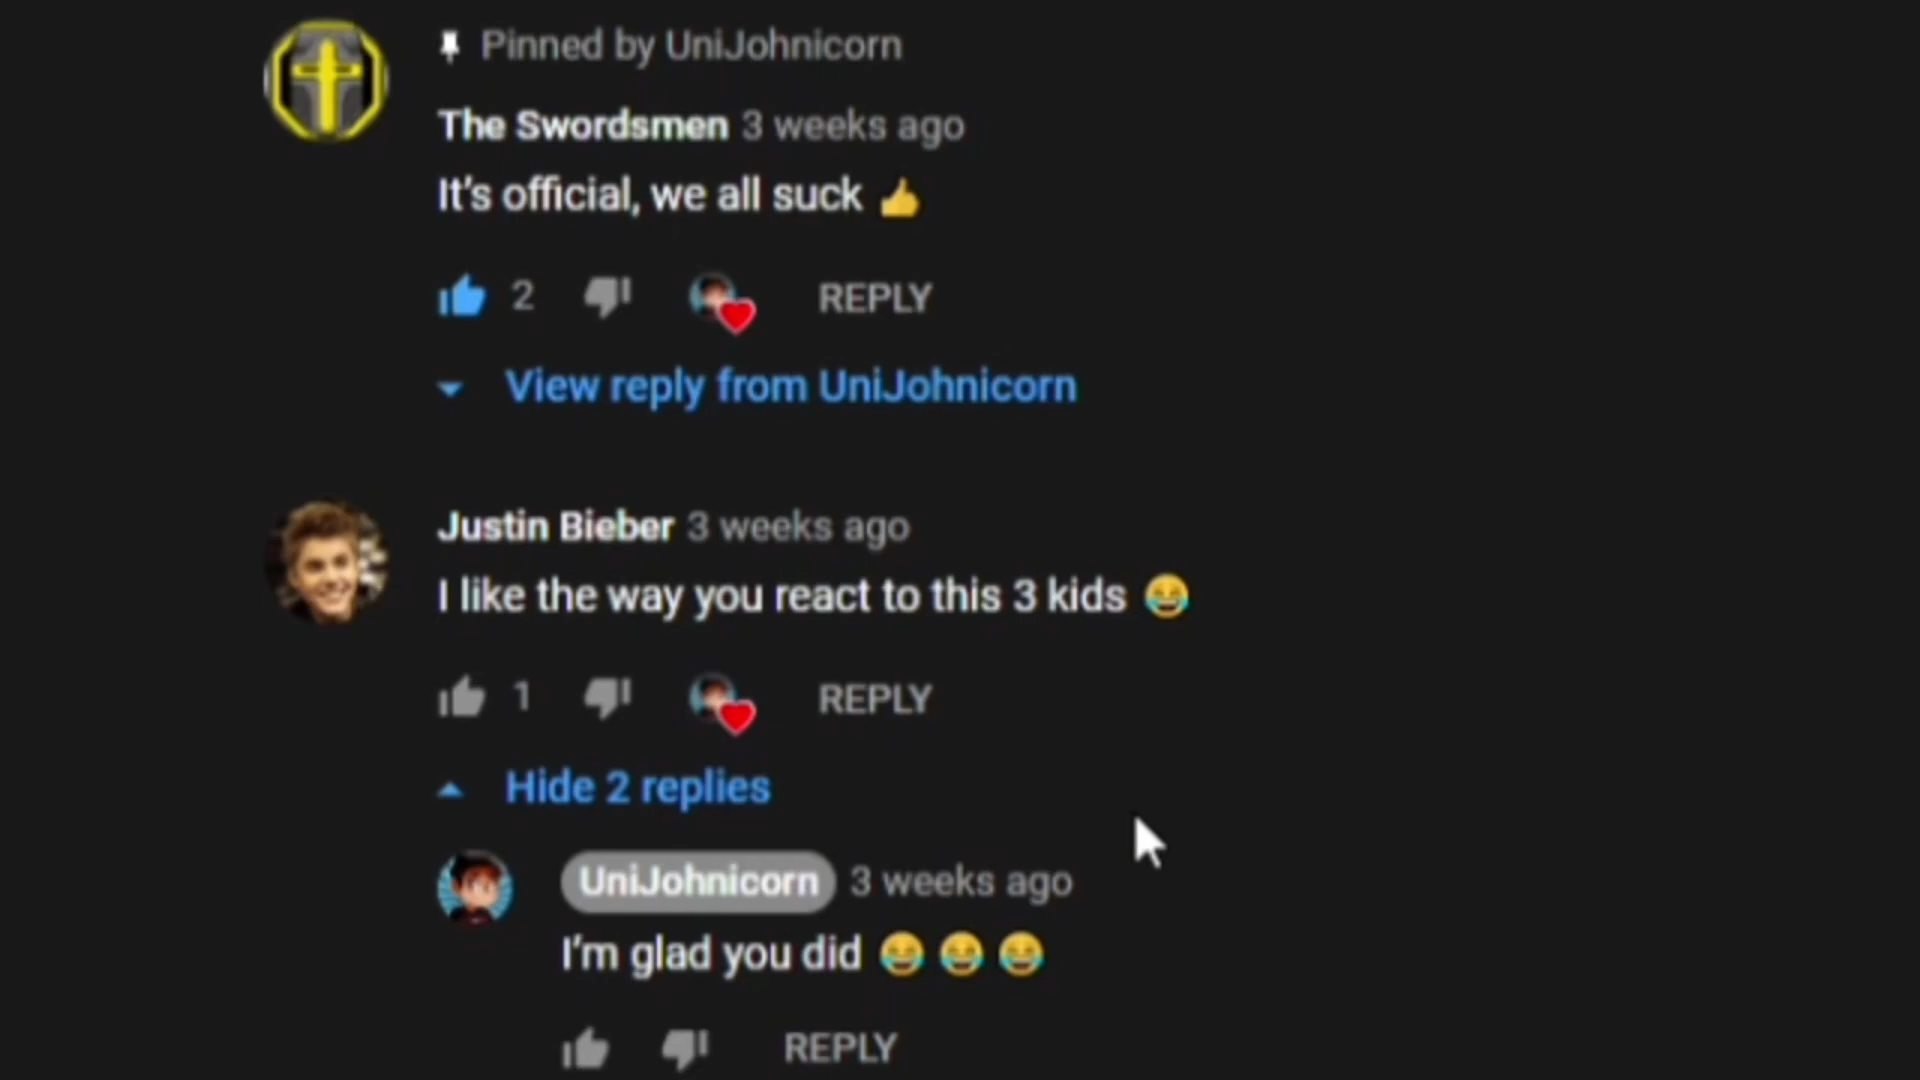 Pinned by UniJohnicorn
The Swordsmen 3 weeks ago
It's official, we all suck 👍
2 REPLY
View reply from UniJohnicorn
Justin Bieber 3 weeks ago
I like the way you react to this 3 kids 😂
1 REPLY
Hide 2 replies
UniJohnicorn 3 weeks ago
I'm glad you did 😂 😂 😂
REPLY